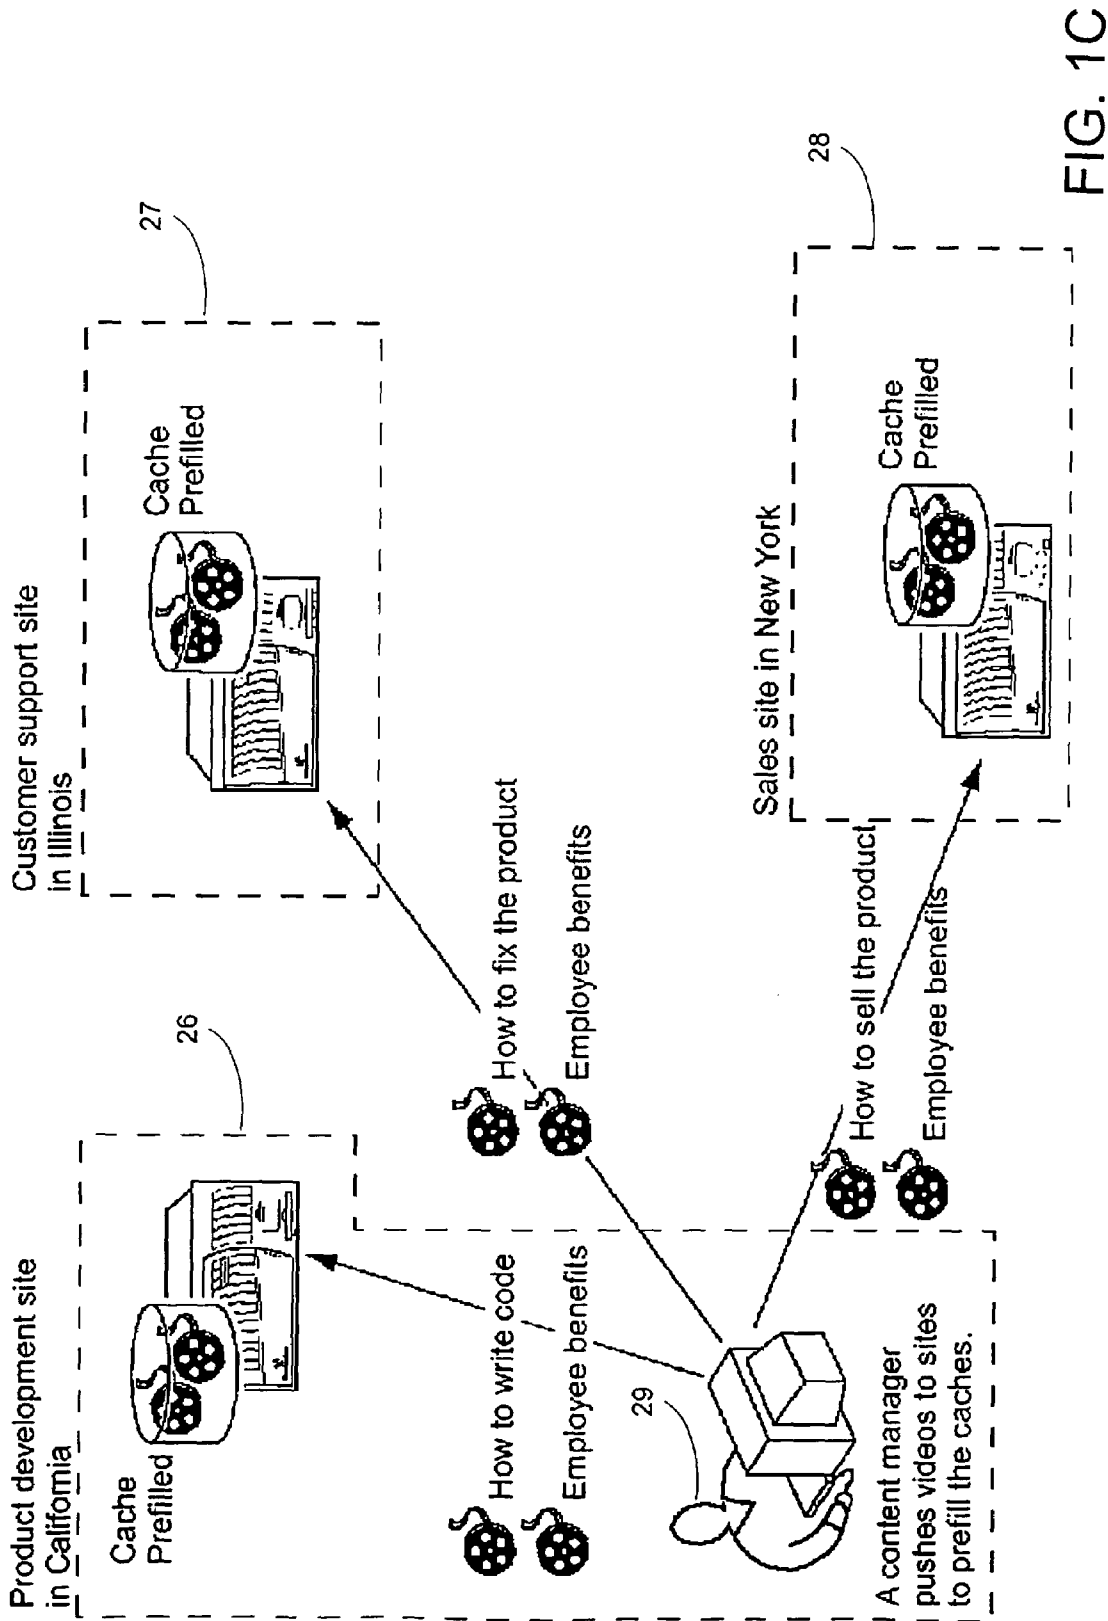 Product development site
in California
Cache
Prefilled
26
How to write code
Employee benefits
29
A content manager
pushes videos to sites
to prefill the caches.
Customer support site
in Illinois
Cache
Prefilled
27
How to fix the product
Employee benefits
Sales site in New York
Cache
Prefilled
28
How to sell the product
Employee benefits
FIG. 1C